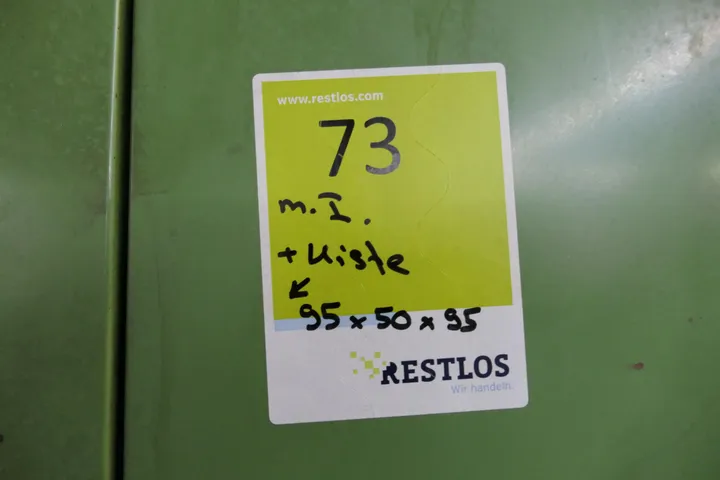 www.restlos.com
73
m. I.
+ Kiste
95 x 50 x 95
RESTLOS
Wir handeln.